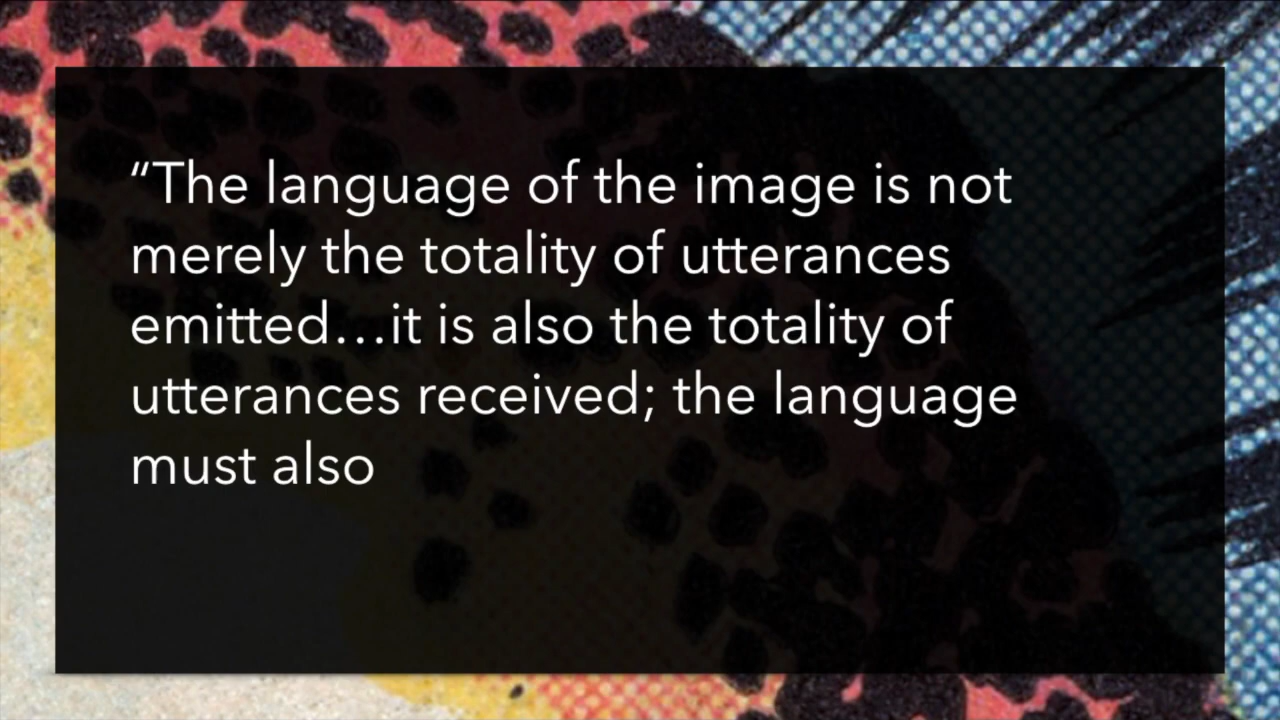 “The language of the image is not
merely the totality of utterances
emitted…it is also the totality of
utterances received; the language
must also